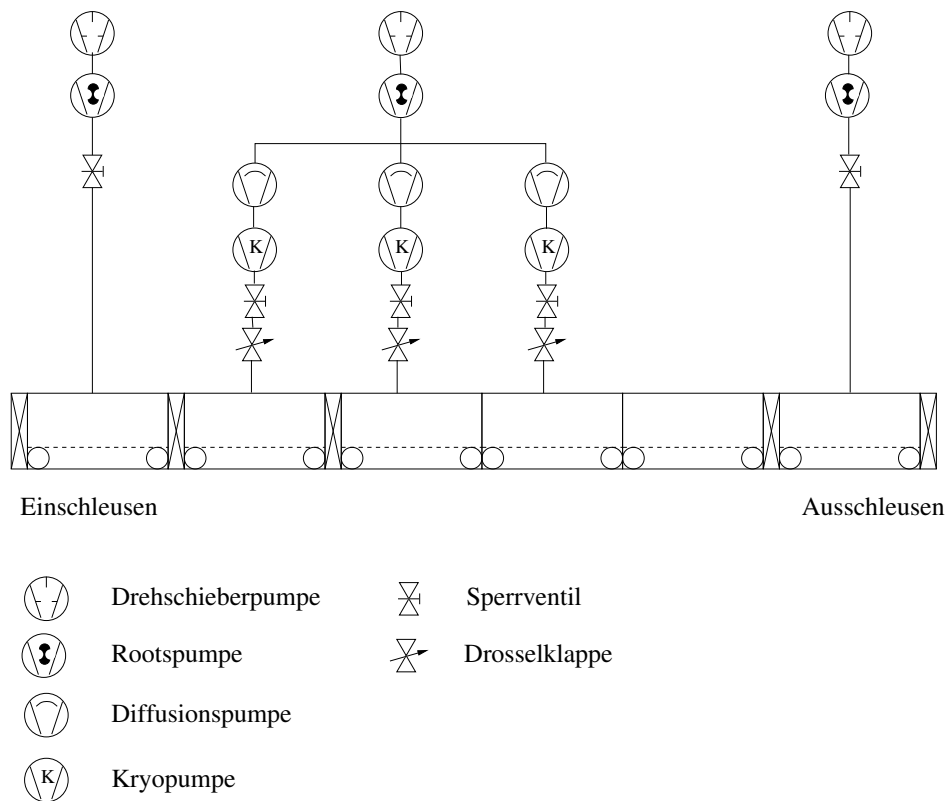 K K K
Einschleusen Ausschleusen
Drehschieberpumpe Sperrventil
Rootspumpe Drosselklappe
Diffusionspumpe
K Kryopumpe